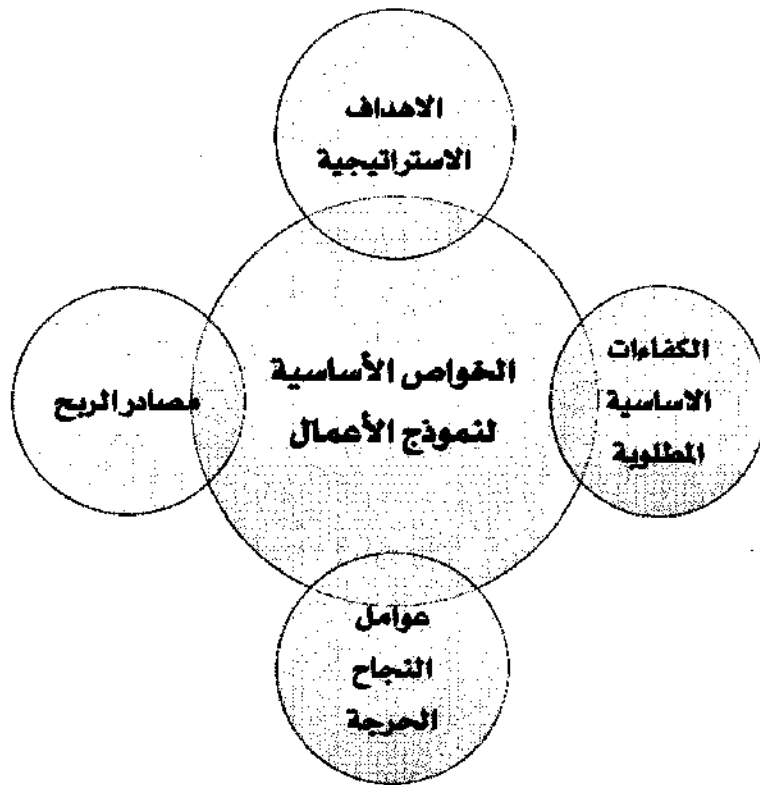 الاهداف
الاستراتيجية
الخواص الأساسية
لنموذج الأعمال
الكفاءات
الاساسية
المطلوبة
مصادر الربح
عوامل
النجاح
الحرجة